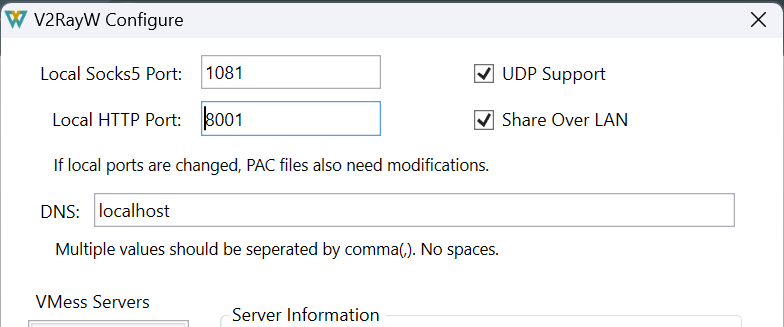 V2RayW Configure
Local Socks5 Port: 1081 UDP Support
Local HTTP Port: 8001 Share Over LAN
If local ports are changed, PAC files also need modifications.
DNS: localhost
Multiple values should be seperated by comma(,). No spaces.
VMess Servers
Server Information